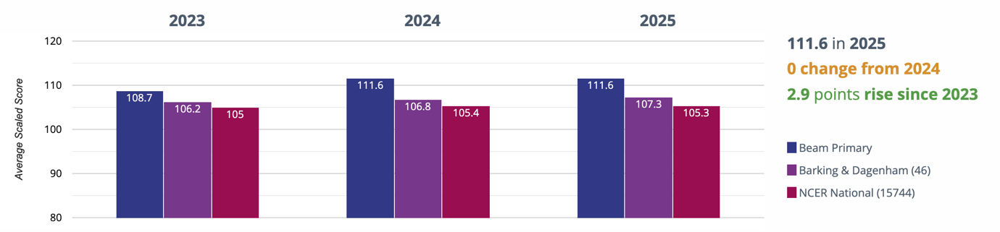 2023
2024
2025
120
110
100
90
80
Average Scaled Score
108.7
106.2
105
111.6
106.8
105.4
111.6
107.3
105.3
111.6 in 2025
0 change from 2024
2.9 points rise since 2023
Beam Primary
Barking & Dagenham (46)
NCER National (15744)